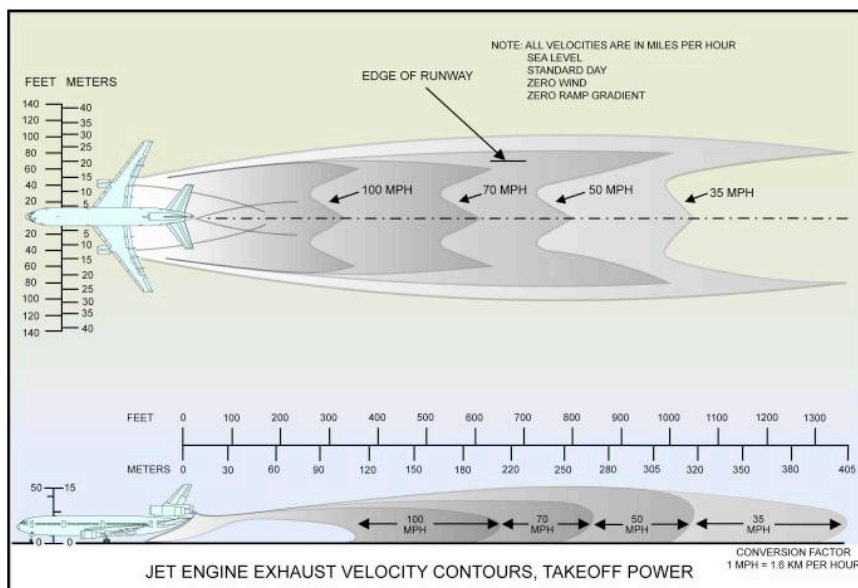 NOTE: ALL VELOCITIES ARE IN MILES PER HOUR
SEA LEVEL
STANDARD DAY
ZERO WIND
ZERO RAMP GRADIENT
EDGE OF RUNWAY
FEET METERS
140 40
120 35
100 30
80 25
60 20
40 15
20 10
5
0 0
20 5
40 10
60 15
80 20
100 25
120 30
140 35
40
100 MPH
70 MPH
50 MPH
35 MPH
FEET 0 100 200 300 400 500 600 700 800 900 1000 1100 1200 1300
METERS 0 30 60 90 120 150 180 220 250 280 305 320 350 380 405
50 15
0 0
100 MPH
70 MPH
50 MPH
35 MPH
CONVERSION FACTOR
1 MPH = 1.6 KM PER HOUR
JET ENGINE EXHAUST VELOCITY CONTOURS, TAKEOFF POWER